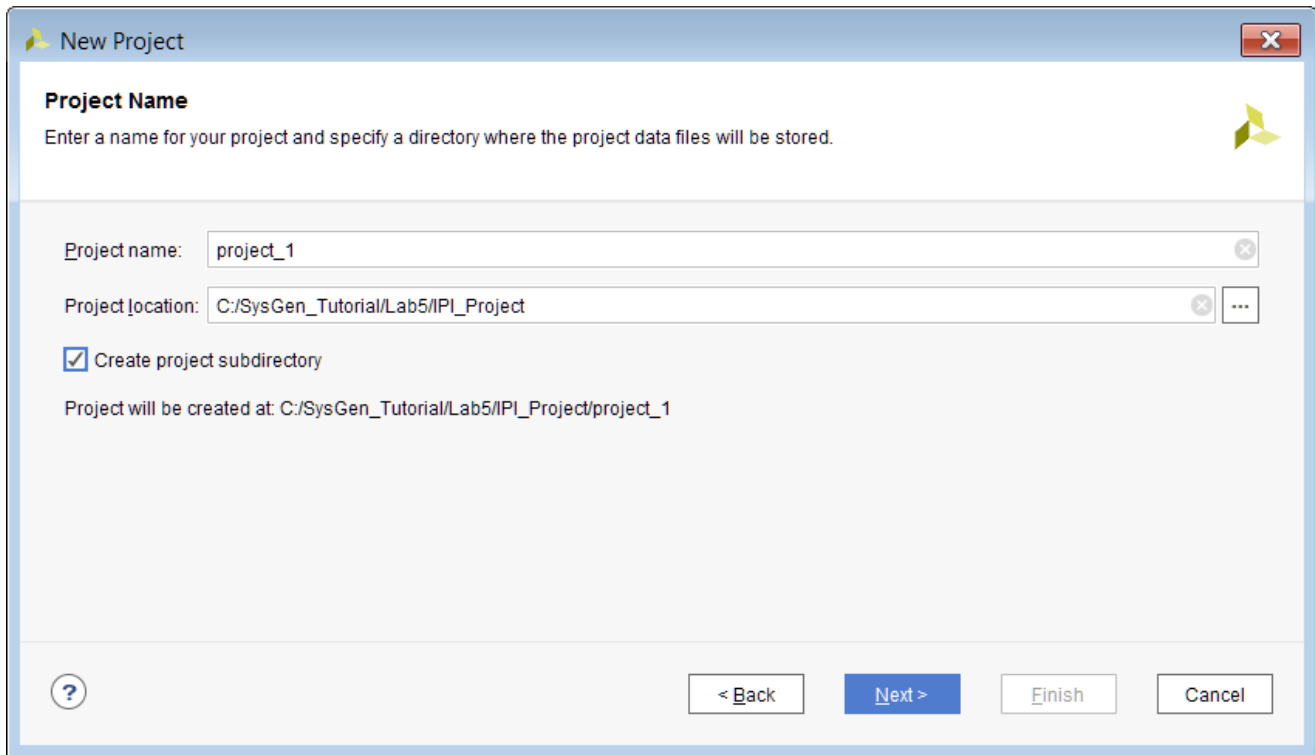 New Project
Project Name
Enter a name for your project and specify a directory where the project data files will be stored.
Project name: project_1
Project location: C:/SysGen_Tutorial/Lab5/IPI_Project ...
Create project subdirectory
Project will be created at: C:/SysGen_Tutorial/Lab5/IPI_Project/project_1
? < Back Next > Finish Cancel